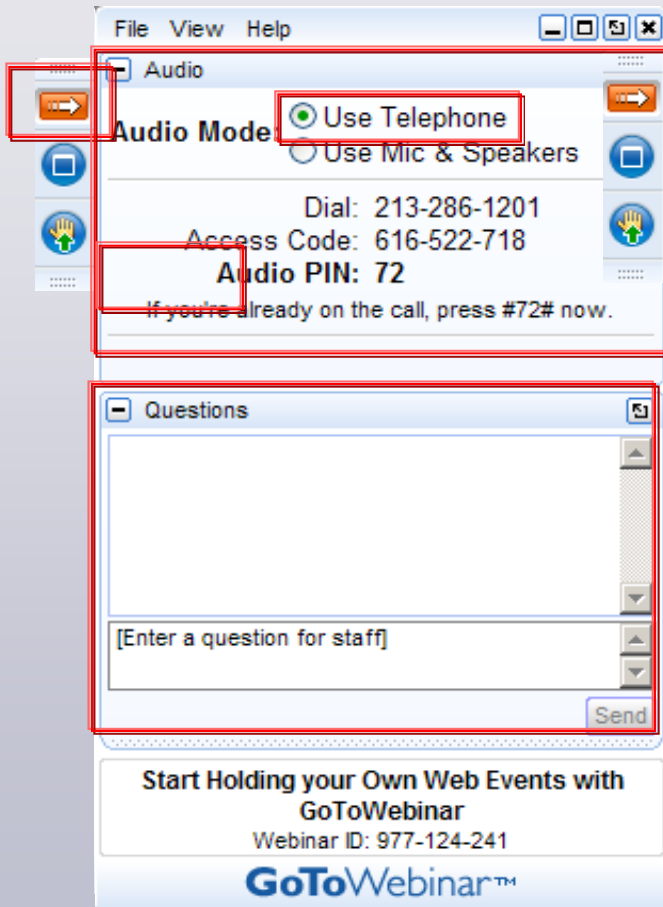 File View Help
Audio
Audio Mode:
Use Telephone
Use Mic & Speakers
Dial: 213-286-1201
Access Code: 616-522-718
Audio PIN: 72
If you're already on the call, press #72# now.
Questions
[Enter a question for staff]
Send
Start Holding your Own Web Events with
GoToWebinar
Webinar ID: 977-124-241
GoToWebinar™